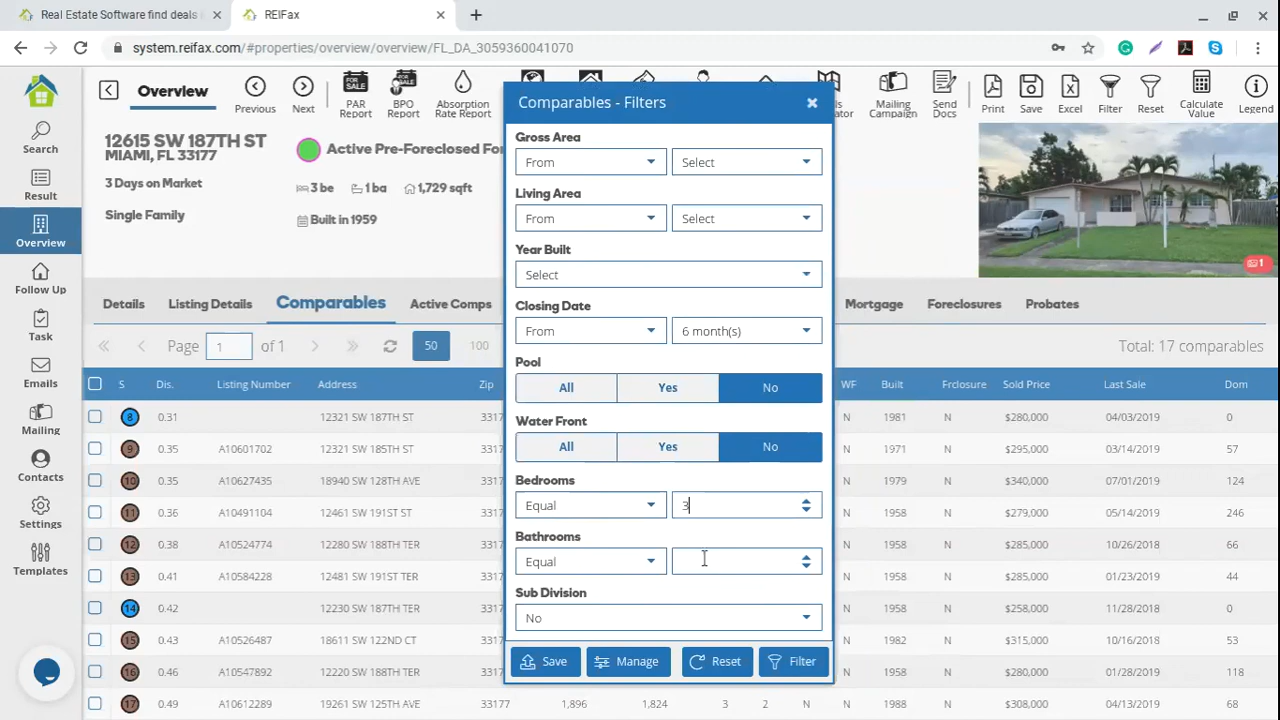 Real Estate Software find deals
REIFax
system.reifax.com/#properties/overview/overview/FL_DA_3059360041070
Overview
Previous
Next
PAR Report
BPO Report
Absorption Rate Report
Mailing Campaign
Send Docs
Print
Save
Excel
Filter
Reset
Calculate Value
Legend
Search
Result
Overview
Follow Up
Task
Emails
Mailing
Contacts
Settings
Templates
12615 SW 187TH ST
MIAMI, FL 33177
3 Days on Market
Single Family
Active Pre-Foreclosed For
3 be 1 ba 1,729 sqft
Built in 1959
1
Details Listing Details Comparables Active Comps Mortgage Foreclosures Probates
Page 1 of 1 50 100 Total: 17 comparables
S Dis. Listing Number Address Zip WF Built Frclosure Sold Price Last Sale Dom
8 0.31 12321 SW 187TH ST 3317 N 1981 N $280,000 04/03/2019 0
9 0.35 A10601702 12321 SW 185TH ST 3317 N 1971 N $295,000 03/14/2019 57
10 0.35 A10627435 18940 SW 128TH TER 3317 N 1979 N $340,000 07/01/2019 124
11 0.36 A10491104 12461 SW 191ST ST 3317 N 1958 N $279,000 05/14/2019 246
12 0.38 A10524774 12280 SW 188TH TER 3317 N 1958 N $285,000 10/26/2018 66
13 0.41 A10584228 12481 SW 191ST TER 3317 N 1958 N $285,000 01/23/2019 44
14 0.42 12230 SW 187TH TER 3317 N 1958 N $258,000 11/28/2018 0
15 0.43 A10526487 18611 SW 122ND CT 3317 N 1982 N $315,000 10/16/2018 53
16 0.46 A10547892 12220 SW 188TH TER 3317 N 1958 N $280,000 01/28/2019 138
17 0.49 A10612289 19261 SW 125TH AVE 33177 1,896 1,824 3 2 N N 1988 N $308,000 04/13/2019 68
Comparables - Filters
Gross Area
From Select
Living Area
From Select
Year Built
Select
Closing Date
From 6 month(s)
Pool
All Yes No
Water Front
All Yes No
Bedrooms
Equal 3
Bathrooms
Equal
Sub Division
No
Save Manage Reset Filter